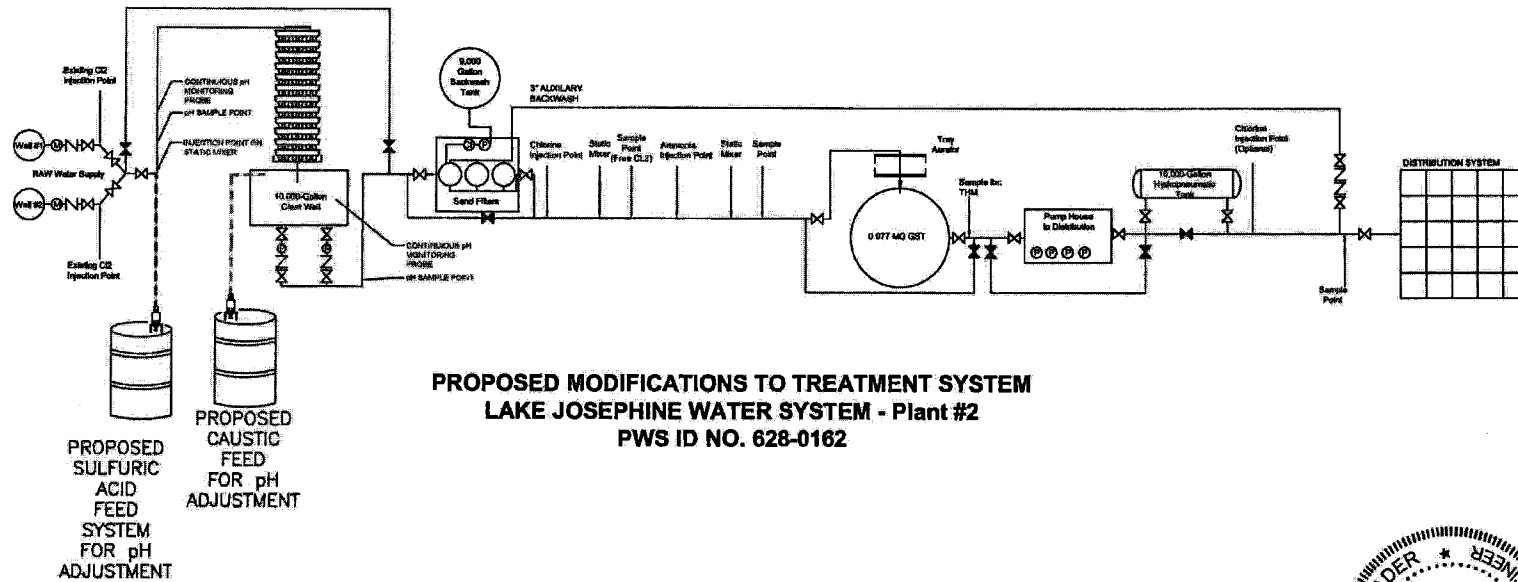 Existing Cl2
Injection Point
Well #1
M
RAW Water Supply
Well #2
M
Existing Cl2
Injection Point
CONTINUIOUS pH
MONITORING
PROBE
pH SAMPLE POINT
INJECTION POINT
STATIC MIXER
10,000-Gallon
Clear Well
CONTINUOUS pH
MONITORING
PROBE
pH SAMPLE POINT
Gallon
Backwash
Tank
P
Sand Filters
3" AUXILARY
BACKWASH
Chlorine
Injection Point
Static
Mixer
Sample
Point
(Free CL2)
Ammonia
Injection Point
Static
Mixer
Sample
Point
Tray
Aerator
0.077 MG GST
Sample for
THM
Pump House
to Distribution
P P P P
10,000-Gallon
Hydropneumatic
Tank
Chlorine
Injection Point
(Optional)
Sample
Point
DISTRIBUTION SYSTEM
PROPOSED
SULFURIC
ACID
FEED
SYSTEM
FOR pH
ADJUSTMENT
PROPOSED
CAUSTIC
FEED
FOR pH
ADJUSTMENT
PROPOSED MODIFICATIONS TO TREATMENT SYSTEM
LAKE JOSEPHINE WATER SYSTEM - Plant #2
PWS ID NO. 628-0162